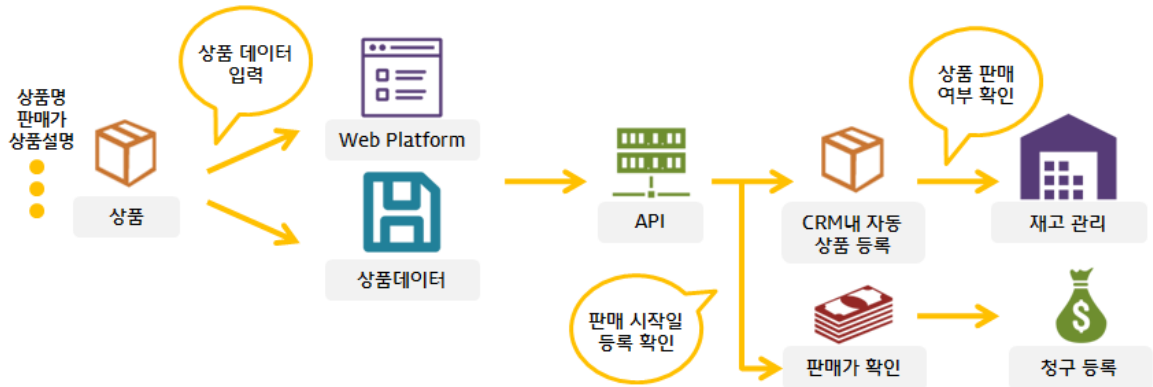 상품 데이터
입력
상품명
판매가
상품설명
상품
Web Platform
상품데이터
API
판매 시작일
등록 확인
CRM내 자동
상품 등록
상품 판매
여부 확인
재고 관리
판매가 확인
$
청구 등록